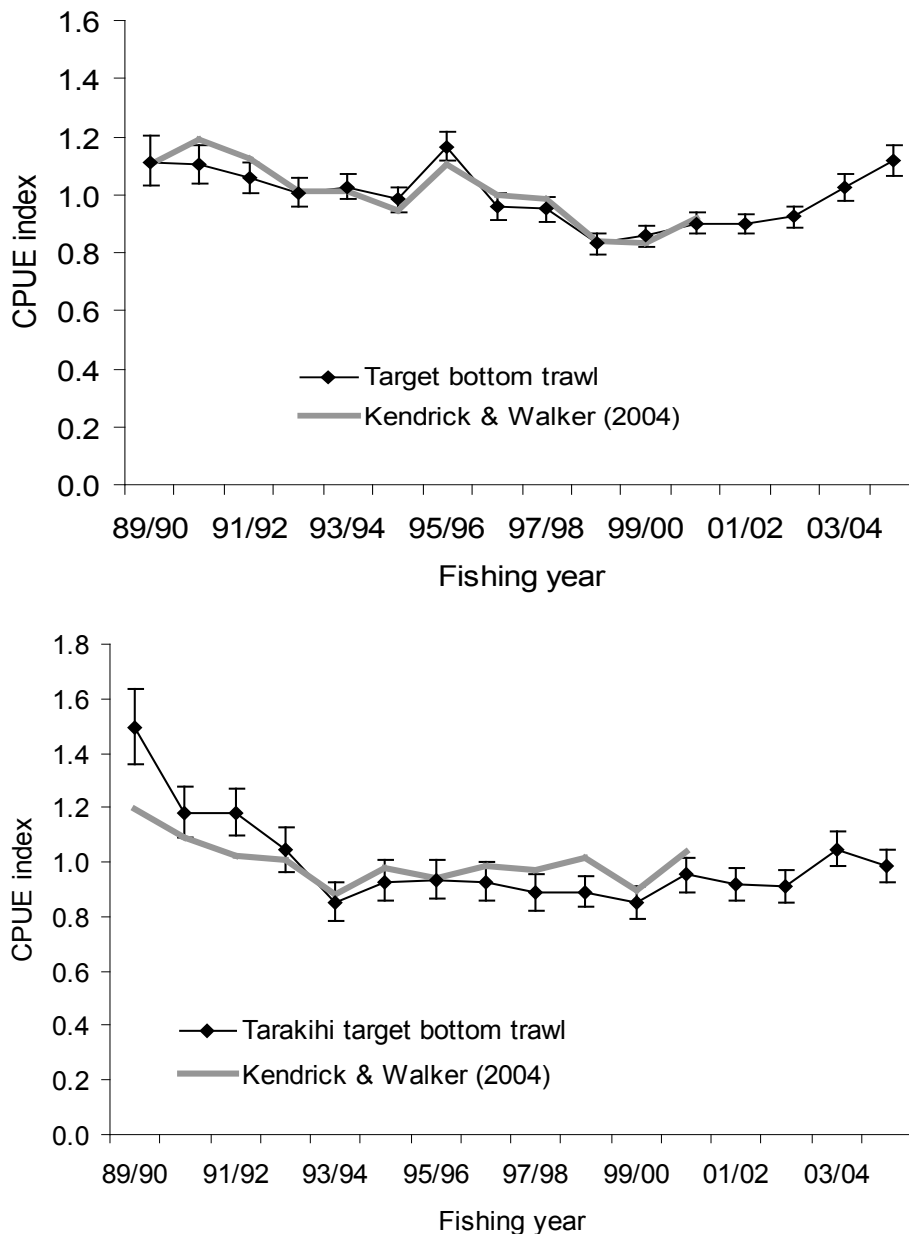 1.6
1.4
1.2
1.0
0.8
0.6
0.4
0.2
0.0
CPUE index
Target bottom trawl
Kendrick & Walker (2004)
89/90 91/92 93/94 95/96 97/98 99/00 01/02 03/04
Fishing year
1.8
1.6
1.4
1.2
1.0
0.8
0.6
0.4
0.2
0.0
CPUE index
Tarakihi target bottom trawl
Kendrick & Walker (2004)
89/90 91/92 93/94 95/96 97/98 99/00 01/02 03/04
Fishing year